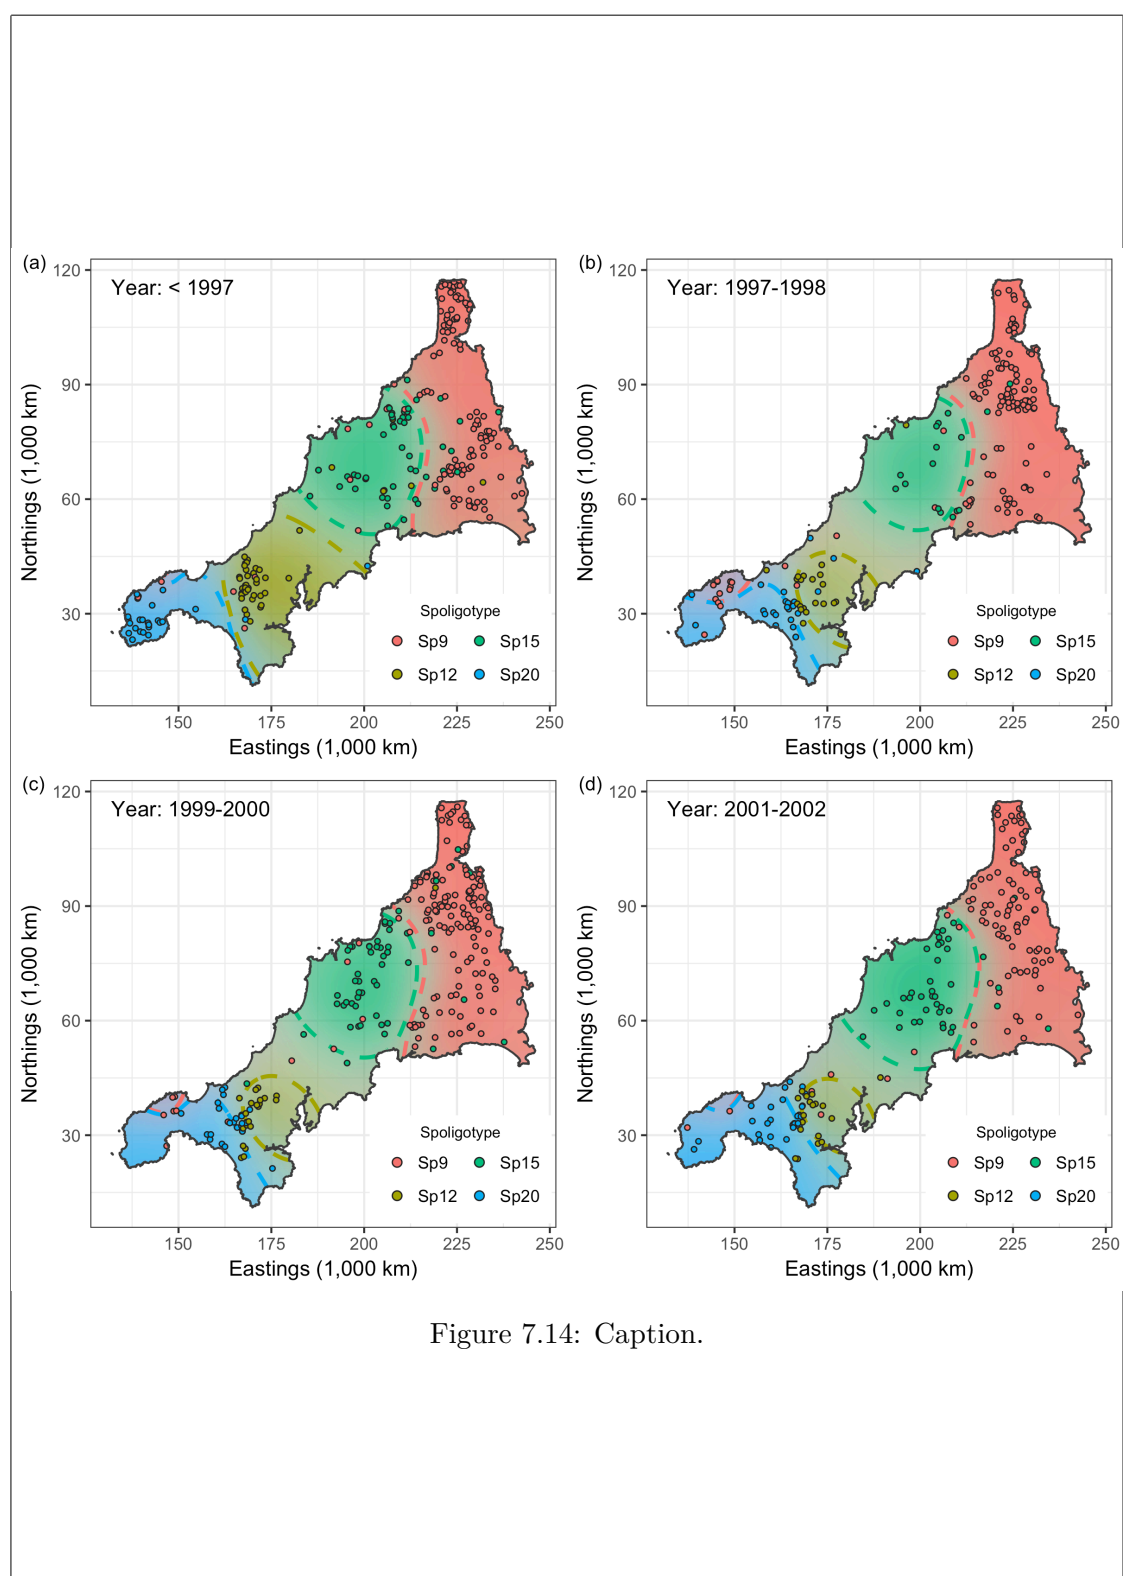 (a)
Year: < 1997
120
90
60
30
Northings (1,000 km)
150 175 200 225 250
Eastings (1,000 km)
Spoligotype
Sp9 Sp15
Sp12 Sp20
(b)
Year: 1997-1998
120
90
60
30
Northings (1,000 km)
150 175 200 225 250
Eastings (1,000 km)
Spoligotype
Sp9 Sp15
Sp12 Sp20
(c)
Year: 1999-2000
120
90
60
30
Northings (1,000 km)
150 175 200 225 250
Eastings (1,000 km)
Spoligotype
Sp9 Sp15
Sp12 Sp20
(d)
Year: 2001-2002
120
90
60
30
Northings (1,000 km)
150 175 200 225 250
Eastings (1,000 km)
Spoligotype
Sp9 Sp15
Sp12 Sp20
Figure 7.14: Caption.